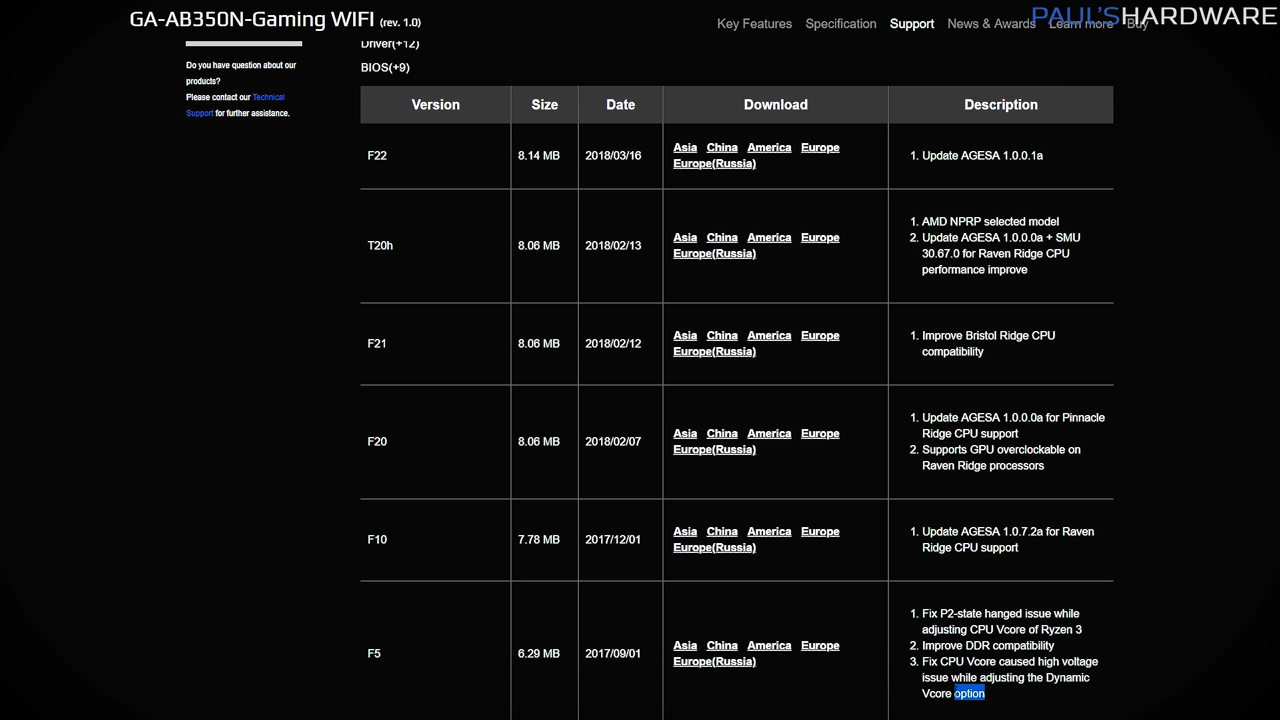 GA-AB350N-Gaming WIFI (rev. 1.0)
Key Features Specification Support News & Awards Learn more Buy
PAUL'SHARDWARE
Do you have question about our
products?
Please contact our Technical
Support for further assistance.
Driver(+12)
BIOS(+9)
Version Size Date Download Description
F22 8.14 MB 2018/03/16
Asia China America Europe
Europe(Russia)
1. Update AGESA 1.0.0.1a
T20h 8.06 MB 2018/02/13
Asia China America Europe
Europe(Russia)
1. AMD NPRP selected model
2. Update AGESA 1.0.0.0a + SMU
30.67.0 for Raven Ridge CPU
performance improve
F21 8.06 MB 2018/02/12
Asia China America Europe
Europe(Russia)
1. Improve Bristol Ridge CPU
compatibility
F20 8.06 MB 2018/02/07
Asia China America Europe
Europe(Russia)
1. Update AGESA 1.0.0.0a for Pinnacle
Ridge CPU support
2. Supports GPU overclockable on
Raven Ridge processors
F10 7.78 MB 2017/12/01
Asia China America Europe
Europe(Russia)
1. Update AGESA 1.0.7.2a for Raven
Ridge CPU support
F5 6.29 MB 2017/09/01
Asia China America Europe
Europe(Russia)
1. Fix P2-state hanged issue while
adjusting CPU Vcore of Ryzen 3
2. Improve DDR compatibility
3. Fix CPU Vcore caused high voltage
issue while adjusting the Dynamic
Vcore option